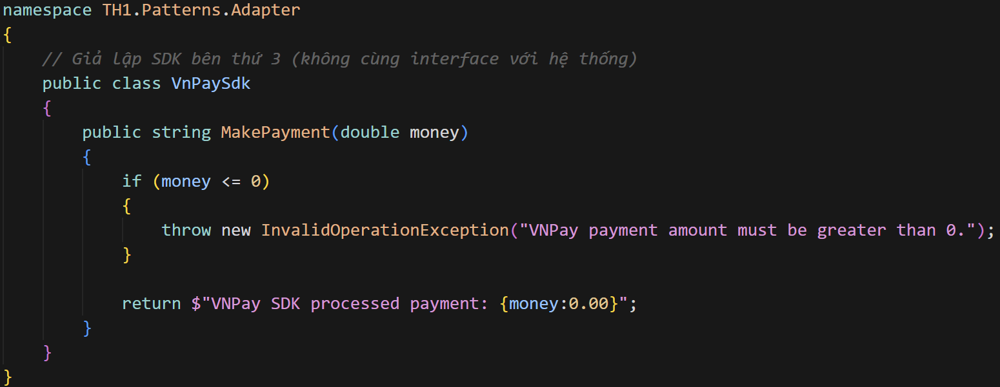 namespace TH1.Patterns.Adapter
{
    // Giả lập SDK bên thứ 3 (không cùng interface với hệ thống)
    public class VnPaySdk
    {
        public string MakePayment(double money)
        {
            if (money <= 0)
            {
                throw new InvalidOperationException("VNPay payment amount must be greater than 0.");
            }

            return $"VNPay SDK processed payment: {money:0.00}";
        }
    }
}